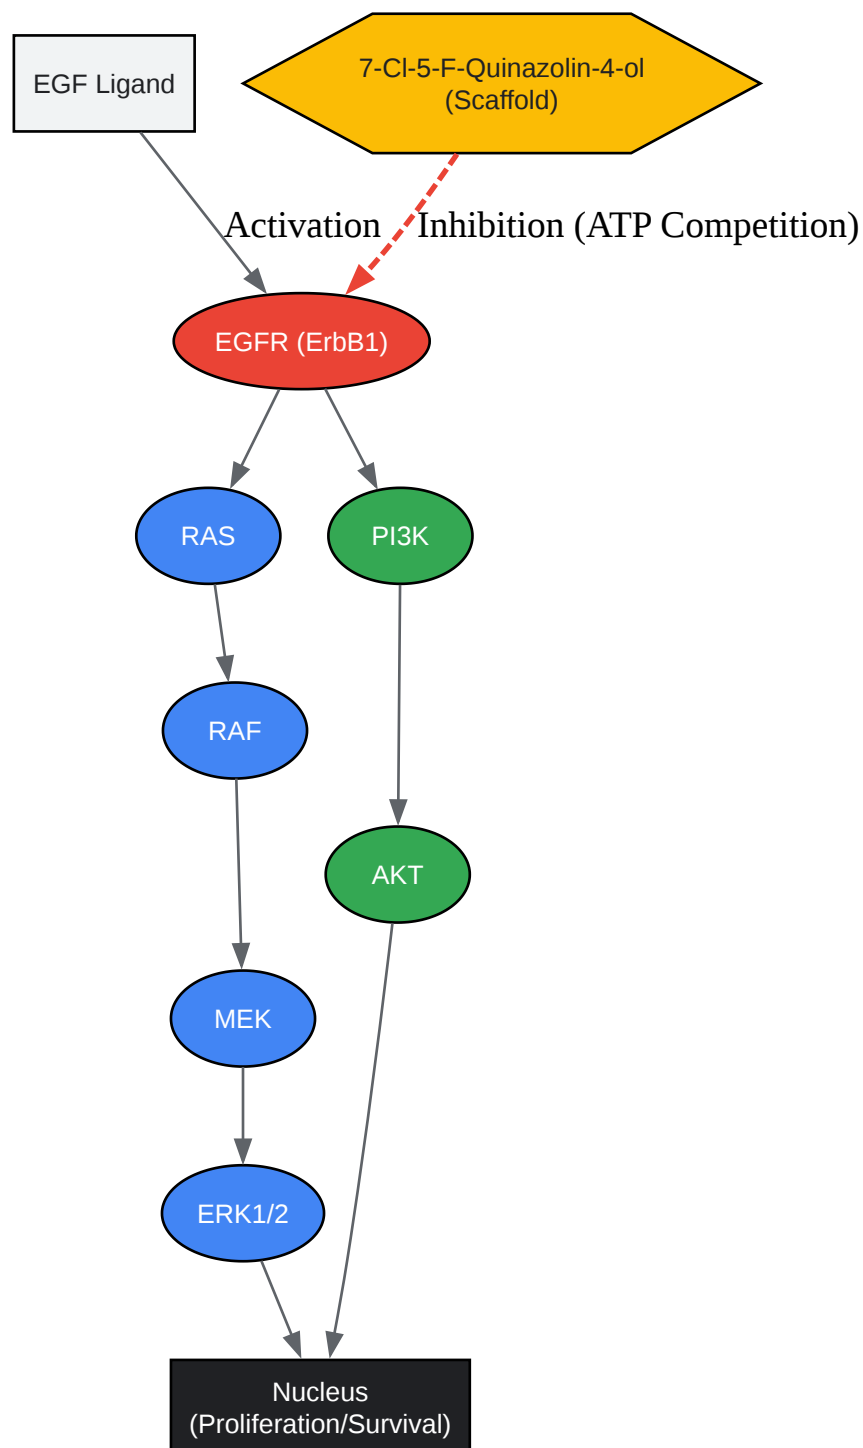 EGF Ligand
7-Cl-5-F-Quinazolin-4-ol
(Scaffold)
Activation
Inhibition (ATP Competition)
EGFR (ErbB1)
RAS
PI3K
RAF
AKT
MEK
ERK1/2
Nucleus
(Proliferation/Survival)